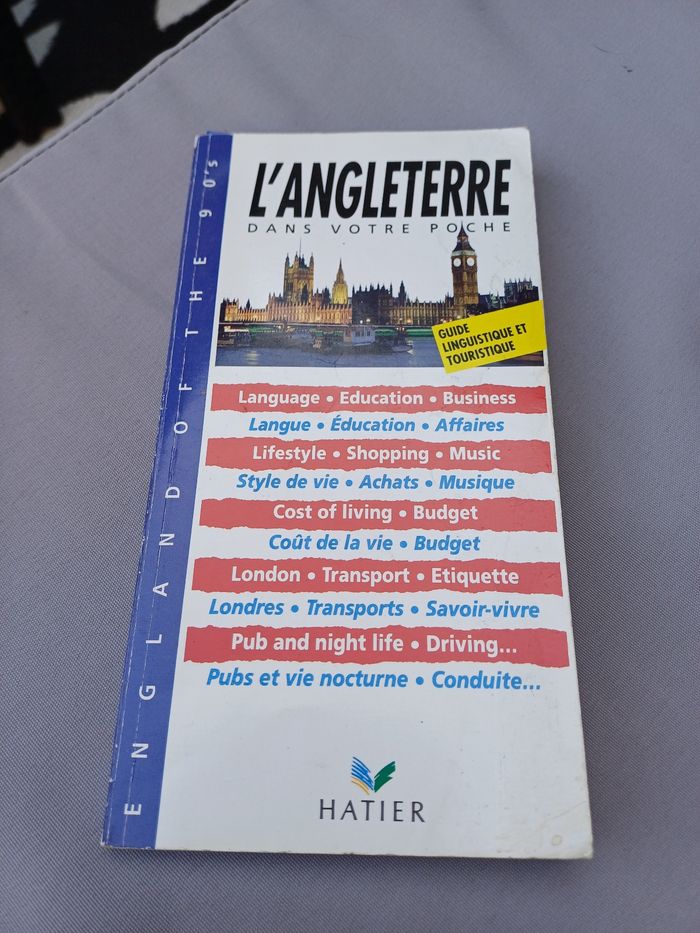 L'ANGLETERRE
DANS VOTRE POCHE
GUIDE
LINGUISTIQUE ET
TOURISTIQUE
Language • Education • Business
Langue • Éducation • Affaires
Lifestyle • Shopping • Music
Style de vie • Achats • Musique
Cost of living • Budget
Coût de la vie • Budget
London • Transport • Etiquette
Londres • Transports • Savoir-vivre
Pub and night life • Driving...
Pubs et vie nocturne • Conduite...
HATIER
ENGLAND OF THE 90's